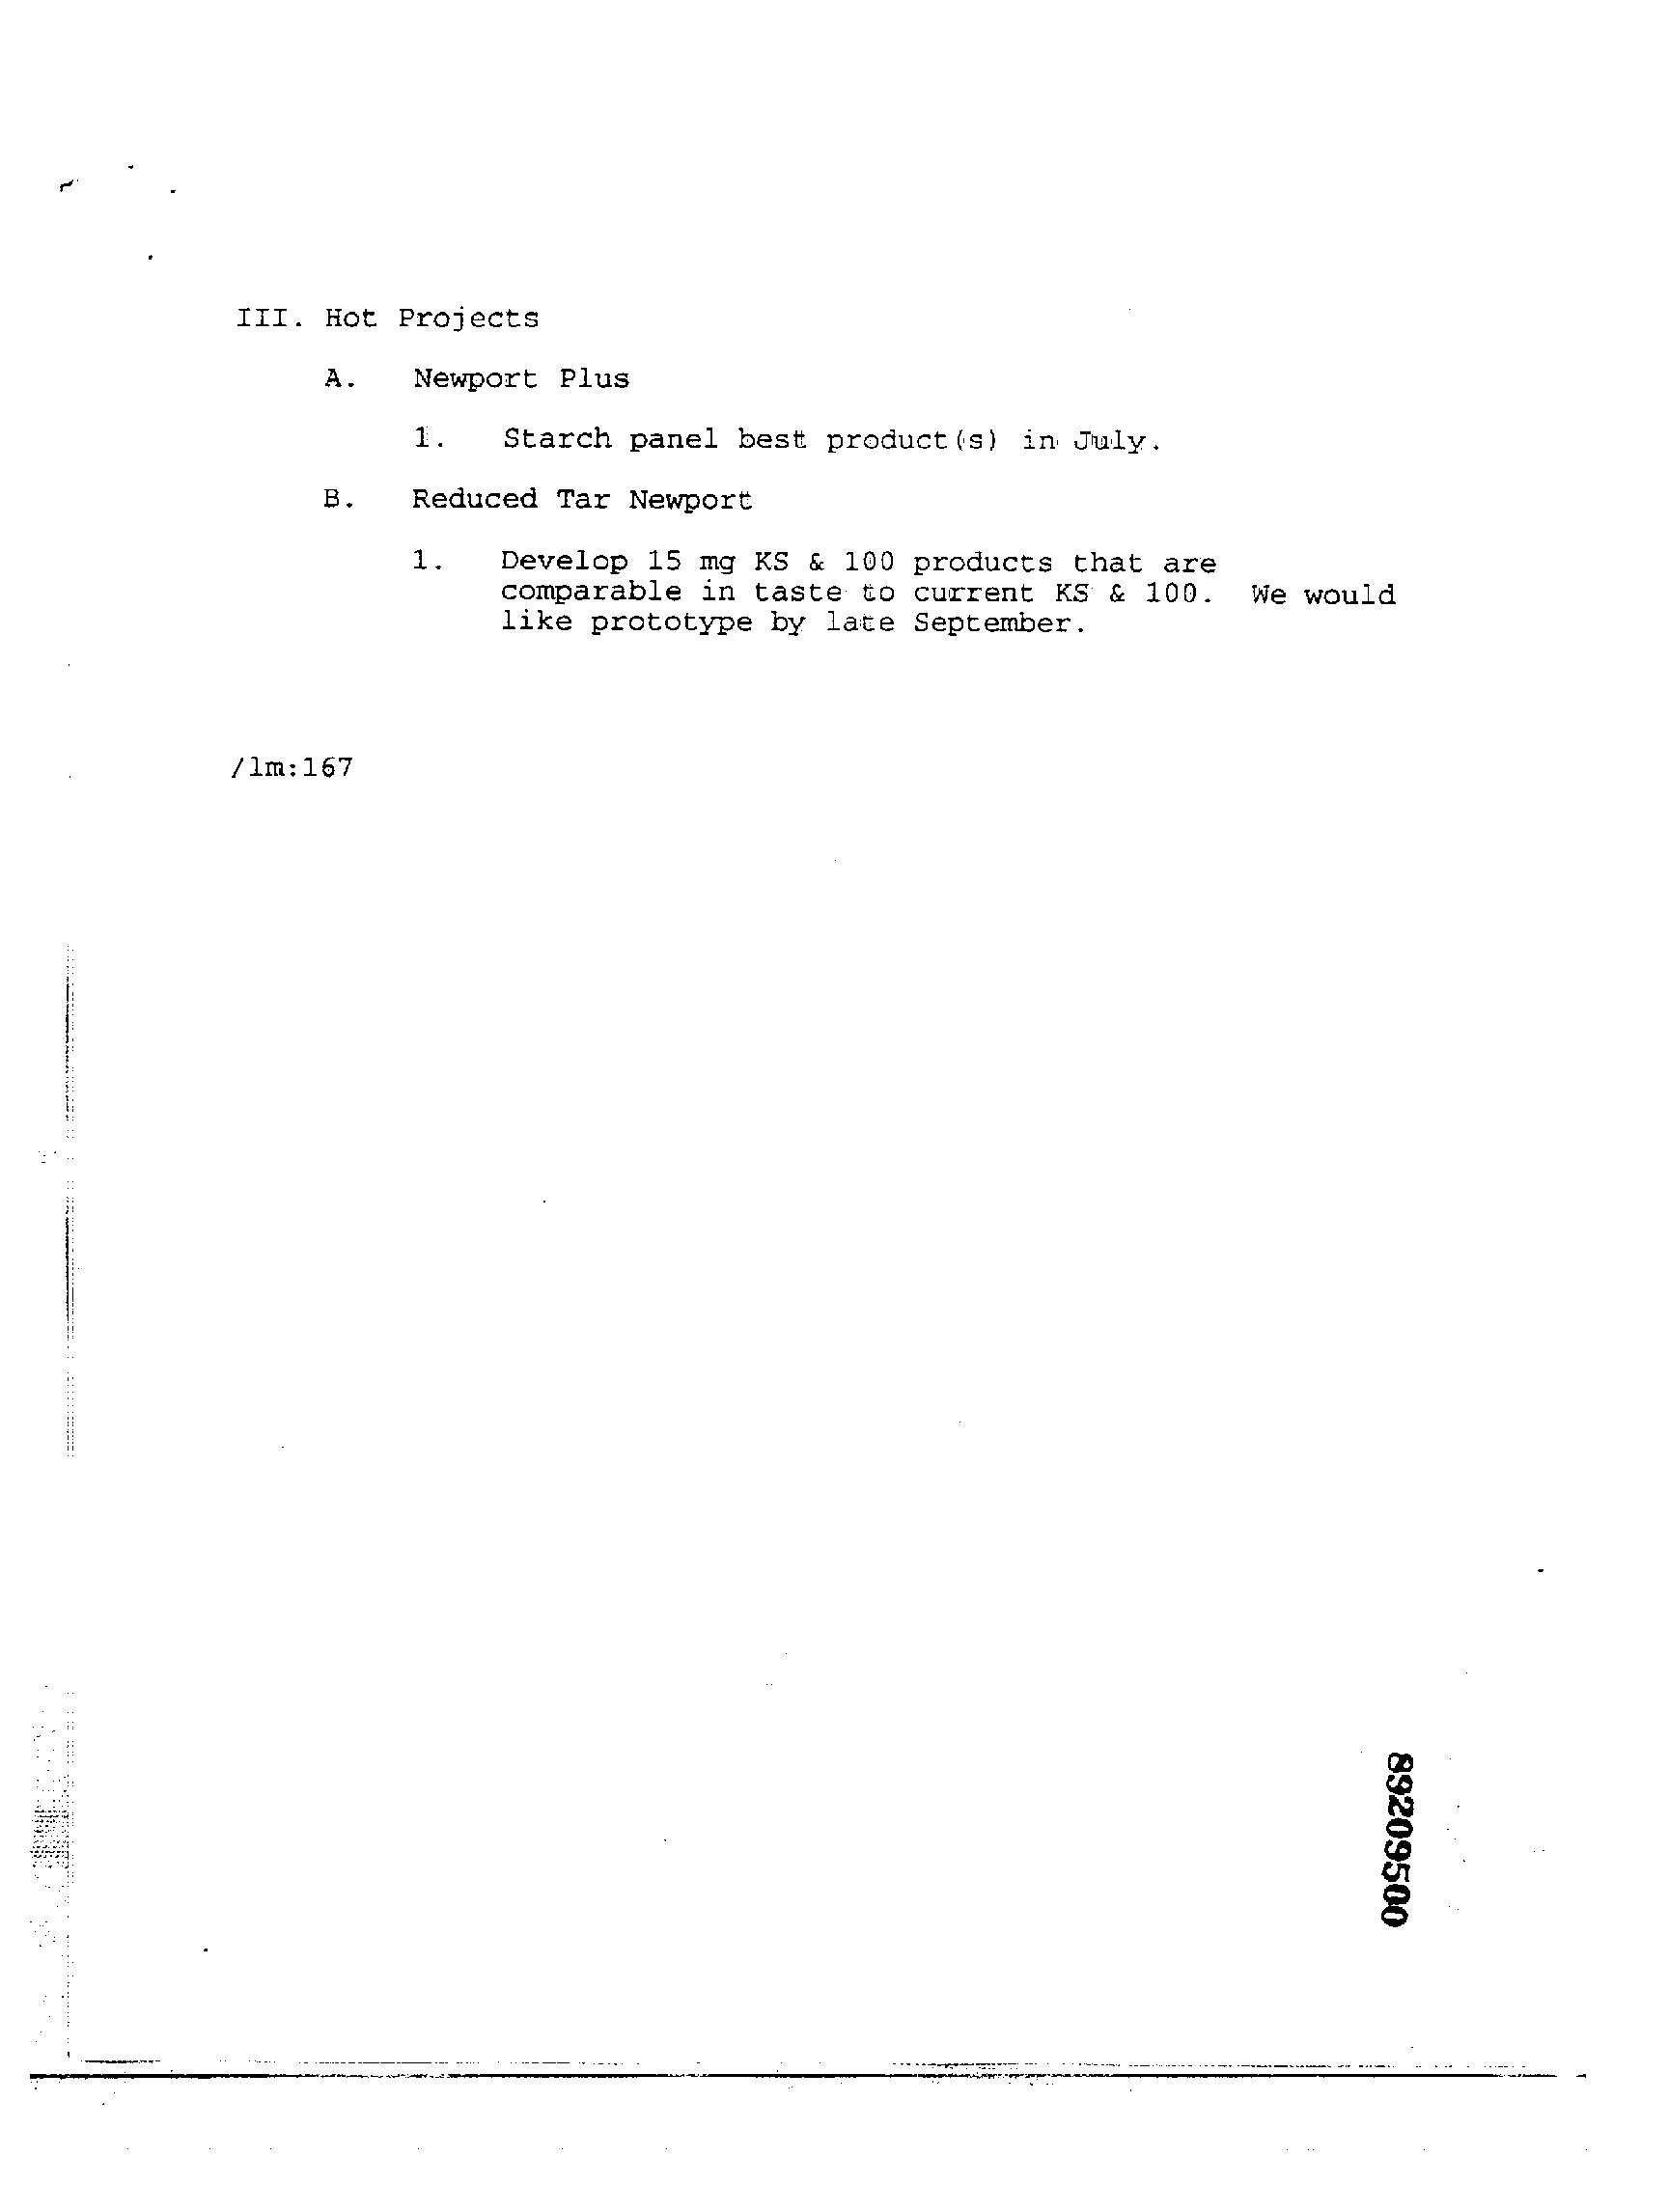 III. Hot Projects
A. Newport Plus
1. Starch panel best product(s) in July.
B. Reduced Tar Newport
1. Develop 15 mg KS & 100 products that are
comparable in taste to current KS & 100. We would
like prototype by late September.
/lm:167
89209500